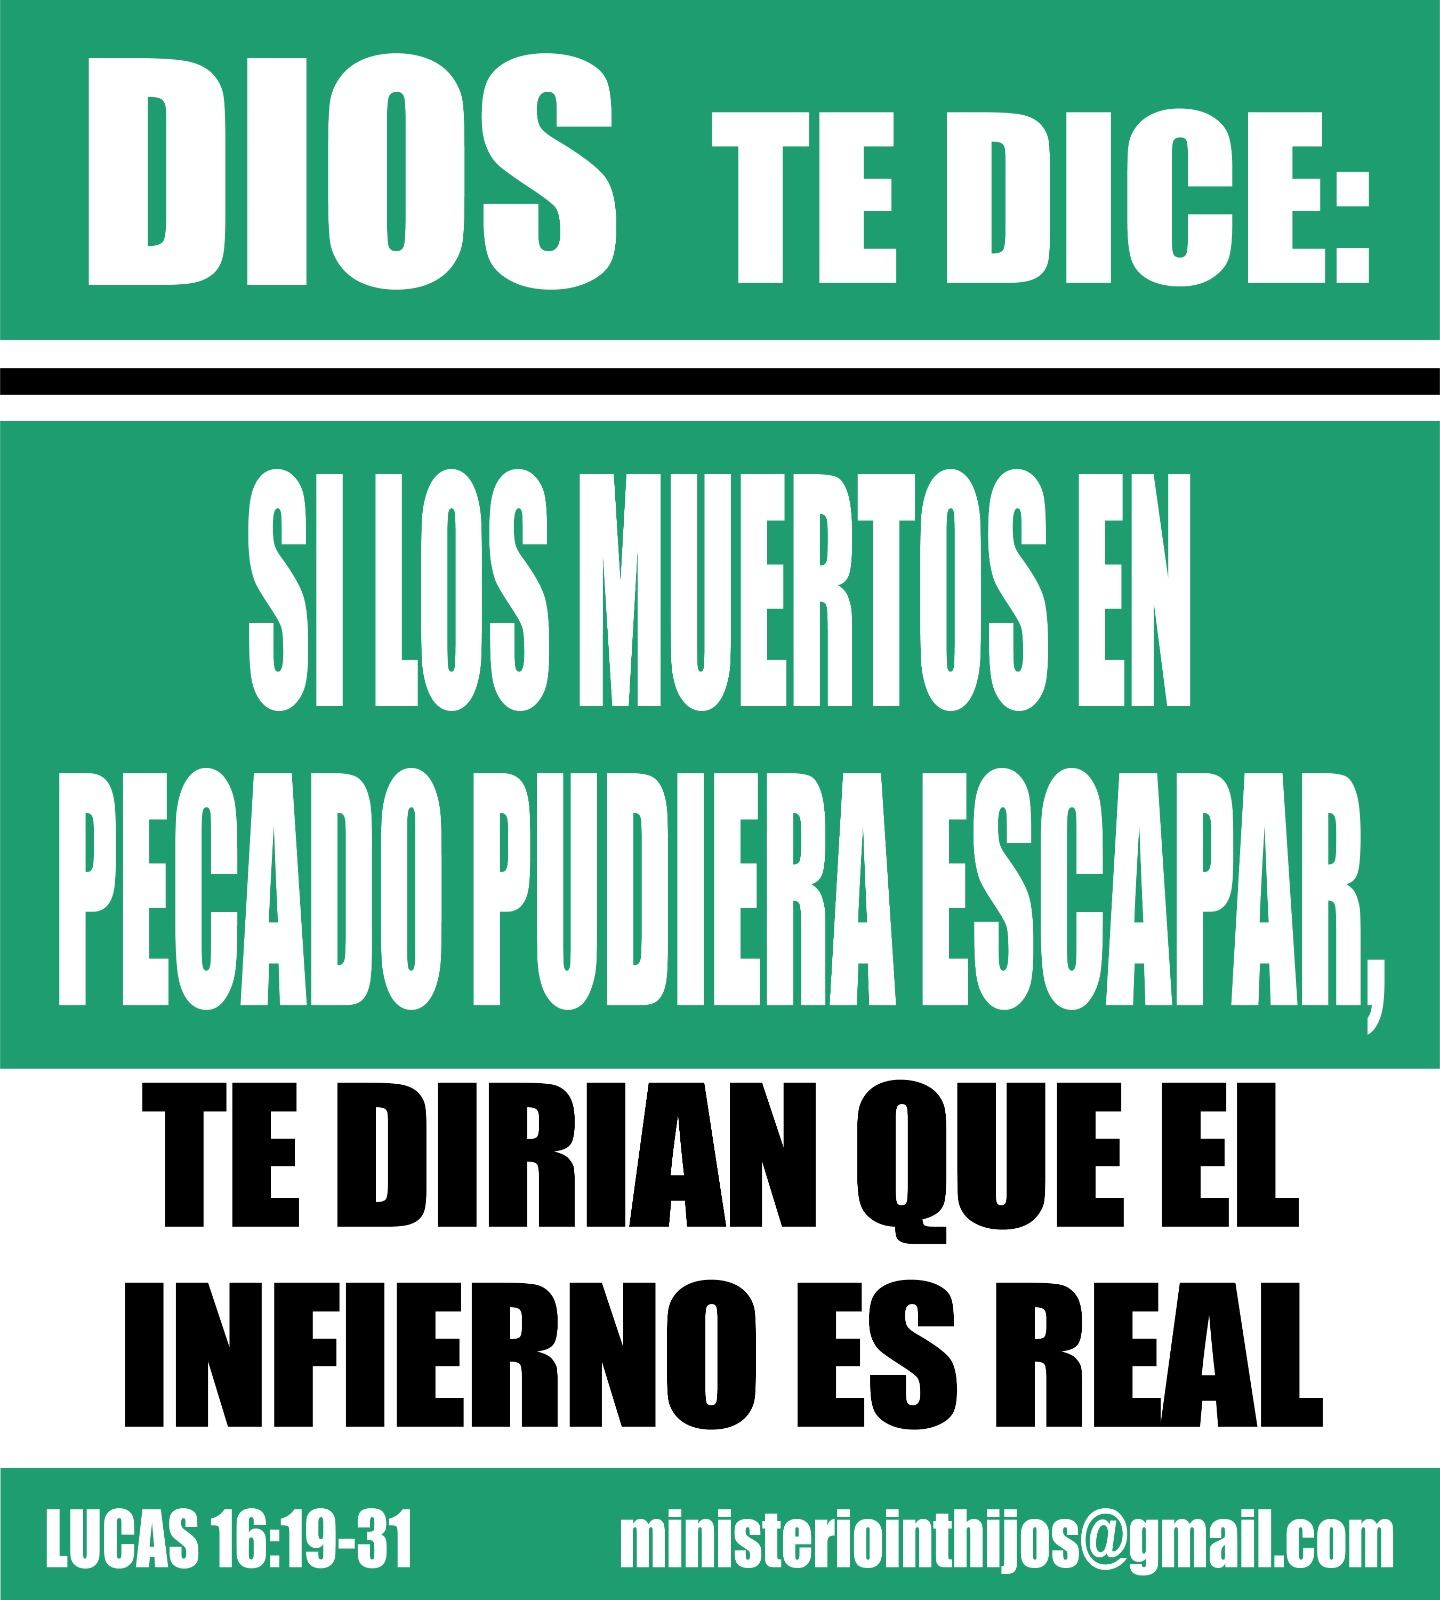 DIOS TE DICE:
SI LOS MUERTOS EN
PECADO PUDIERA ESCAPAR,
TE DIRIAN QUE EL
INFIERNO ES REAL
LUCAS 16:19-31 ministeriointhijos@gmail.com